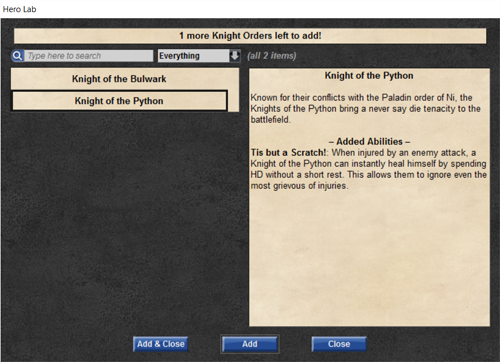 Hero Lab
1 more Knight Orders left to add!
Type here to search
Everything
(all 2 items)
Knight of the Bulwark
Knight of the Python
Knight of the Python
Known for their conflicts with the Paladin order of Ni, the
Knights of the Python bring a never say die tenacity to the
battlefield.
– Added Abilities –
Tis but a Scratch!: When injured by an enemy attack, a
Knight of the Python can instantly heal himself by spending
HD without a short rest. This allows them to ignore even the
most grievous of injuries.
Add & Close
Add
Close